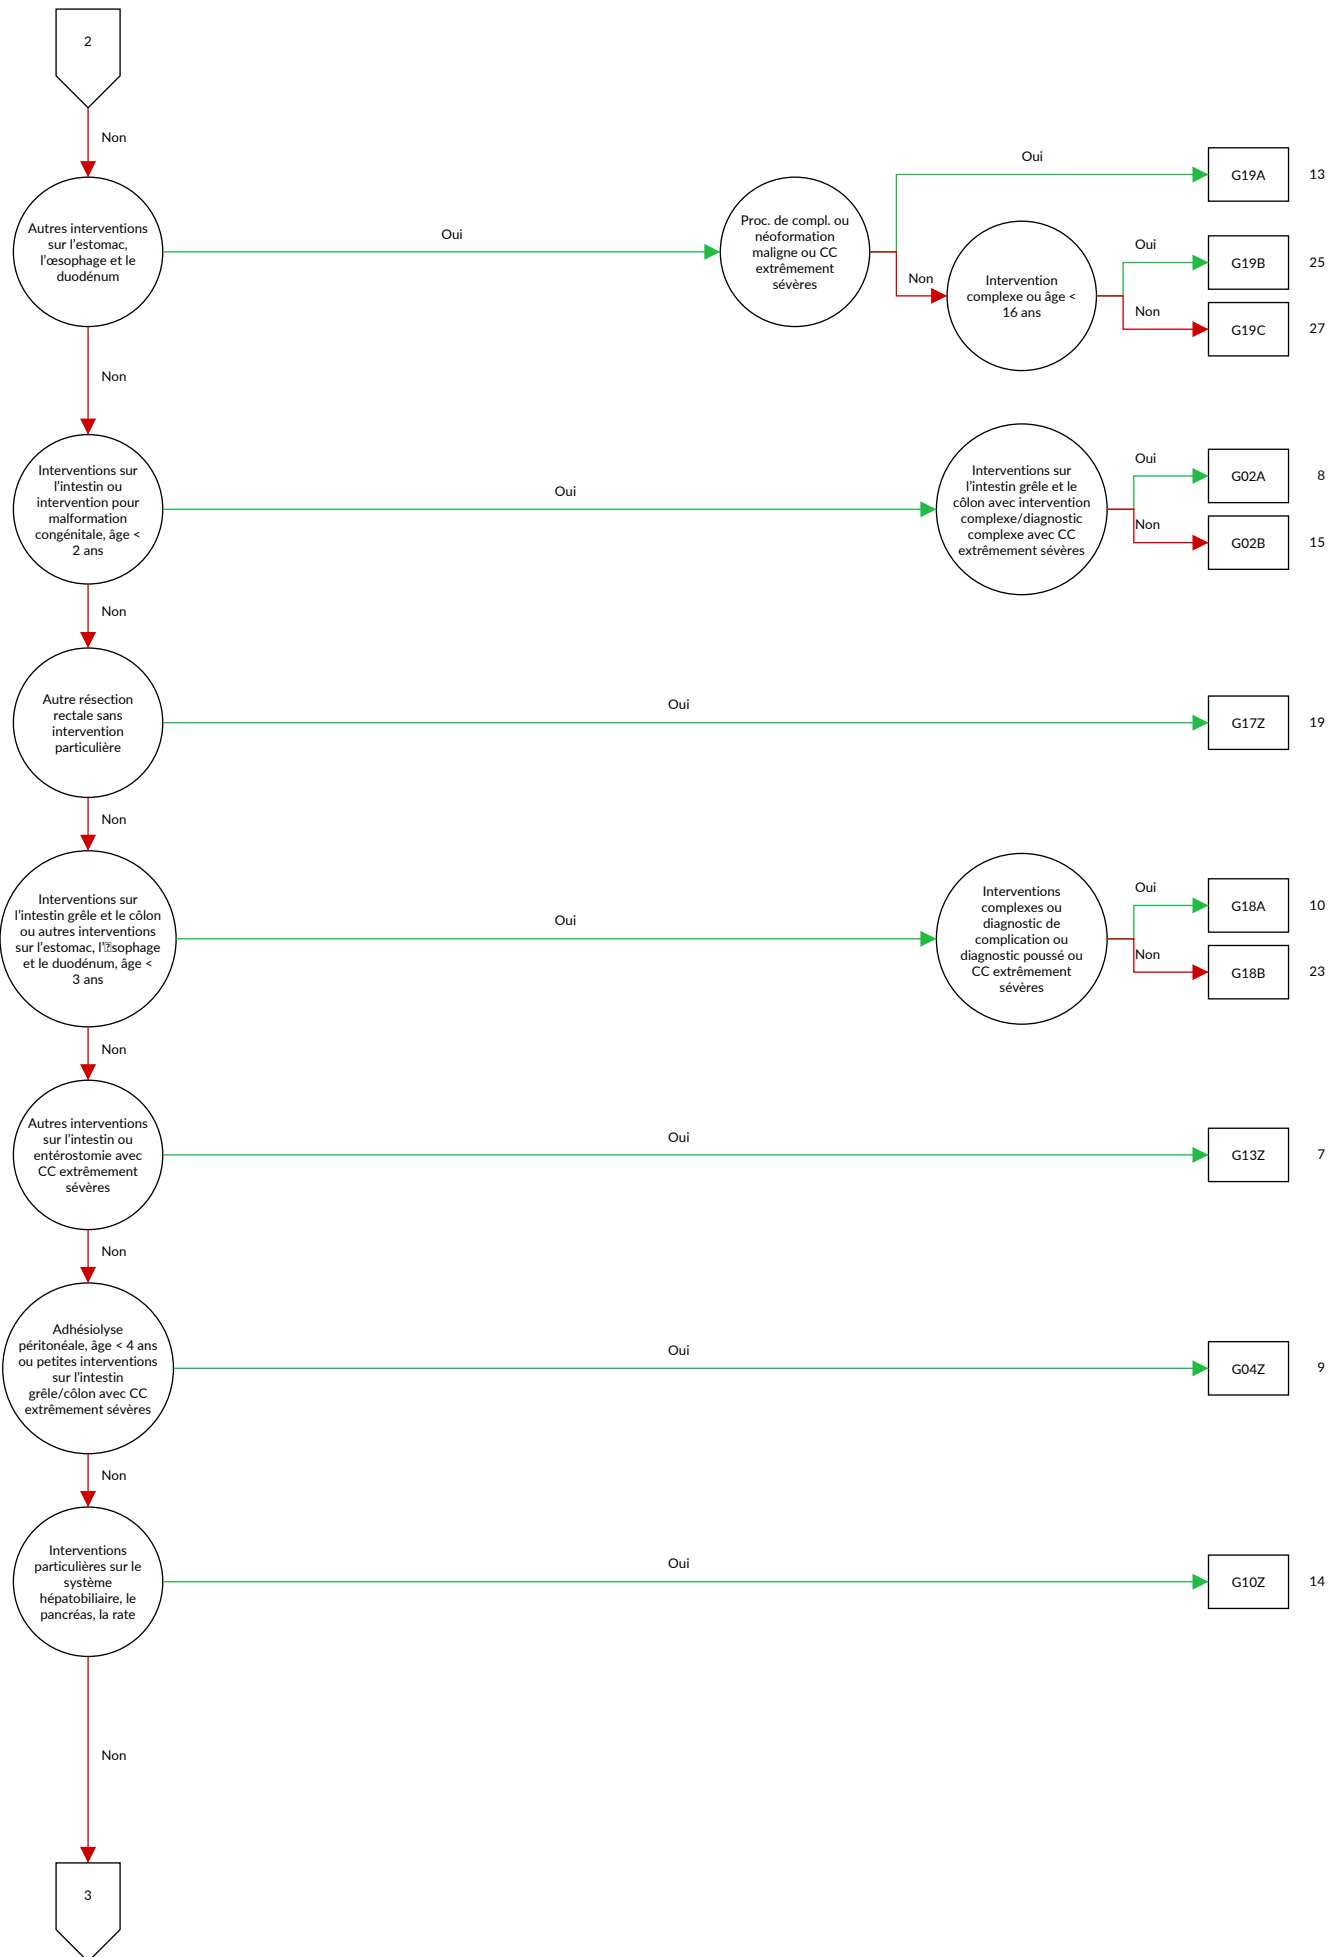 2
Non
Autres interventions
sur l'estomac,
l'œsophage et le
duodénum
Oui
Proc. de compl. ou
néoformation
maligne ou CC
extrêmement
sévères
Oui
G19A
13
Non
Intervention
complexe ou âge <
16 ans
Oui
G19B
25
Non
G19C
27
Non
Interventions sur
l'intestin ou
intervention pour
malformation
congénitale, âge <
2 ans
Oui
Interventions sur
l'intestin grêle et le
côlon avec intervention
complexe/diagnostic
complexe avec CC
extrêmement sévères
Oui
G02A
8
Non
G02B
15
Non
Autre résection
rectale sans
intervention
particulière
Oui
G17Z
19
Non
Interventions sur
l'intestin grêle et le côlon
ou autres interventions
sur l'estomac, l'�sophage
et le duodénum, âge <
3 ans
Oui
Interventions
complexes ou
diagnostic de
complication ou
diagnostic poussé ou
CC extrêmement
sévères
Oui
G18A
10
Non
G18B
23
Non
Autres interventions
sur l'intestin ou
entérostomie avec
CC extrêmement
sévères
Oui
G13Z
7
Non
Adhésiolyse
péritonéale, âge < 4 ans
ou petites interventions
sur l'intestin
grêle/côlon avec CC
extrêmement sévères
Oui
G04Z
9
Non
Interventions
particulières sur le
système
hépatobiliaire, le
pancréas, la rate
Oui
G10Z
14
Non
3